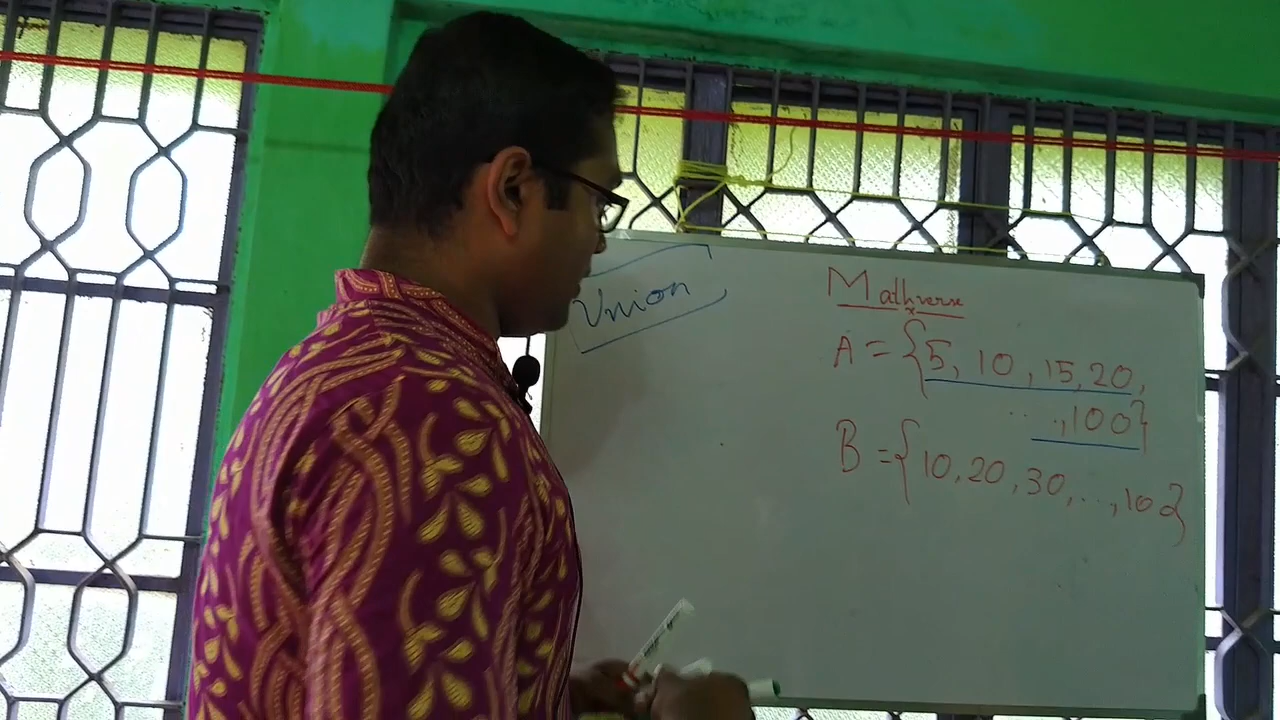 Union
Mathverse
A = {5, 10, 15, 20,
..., 100}
B = {10, 20, 30, ..., 100}